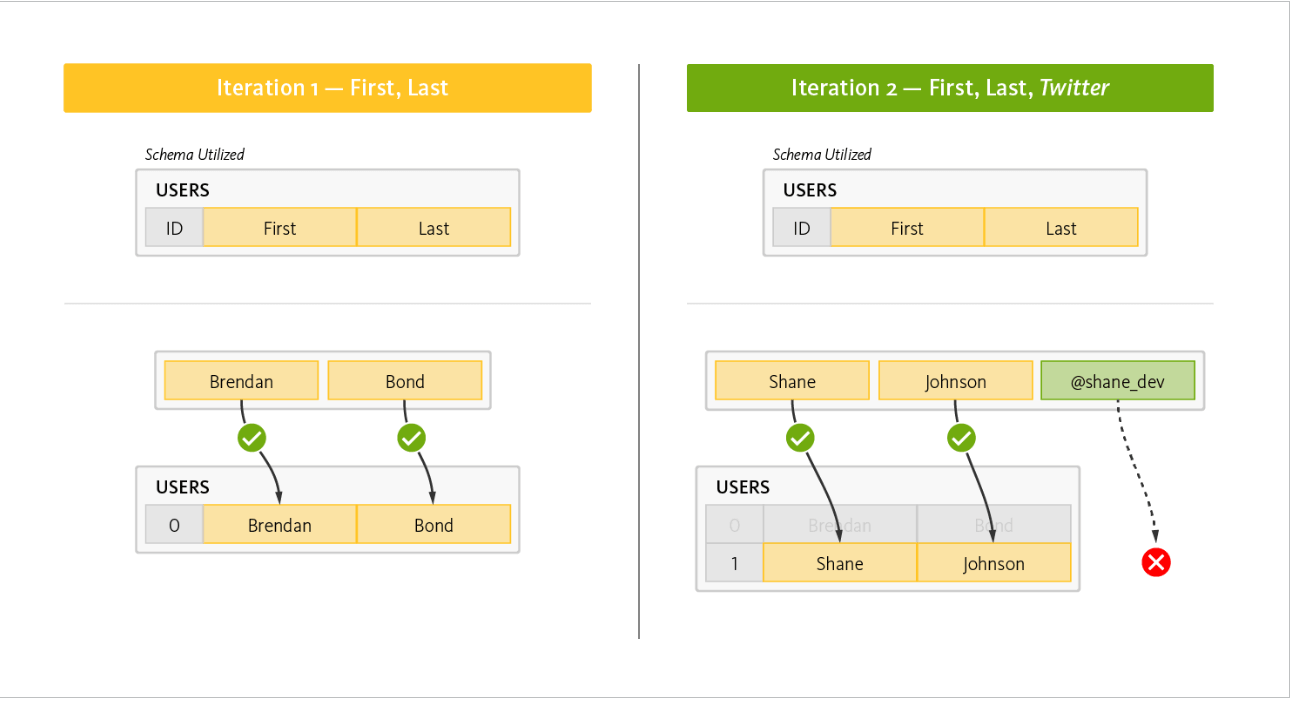 Iteration 1 — First, Last
Schema Utilized
USERS
ID First Last
Brendan Bond
USERS
0 Brendan Bond
Iteration 2 — First, Last, Twitter
Schema Utilized
USERS
ID First Last
Shane Johnson @shane_dev
USERS
0 Brendan Bond
1 Shane Johnson